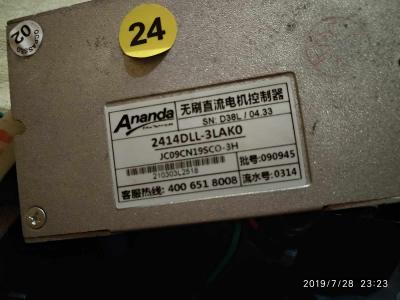 24
02
Ananda
无刷直流电机控制器
SN: D38L / 04.33
2414DLL-3LAK0
JC09CN19SCO-3H
210303L2518
批号:090945
客服热线: 400 651 8008
流水号:0314
2019/7/28 23:23